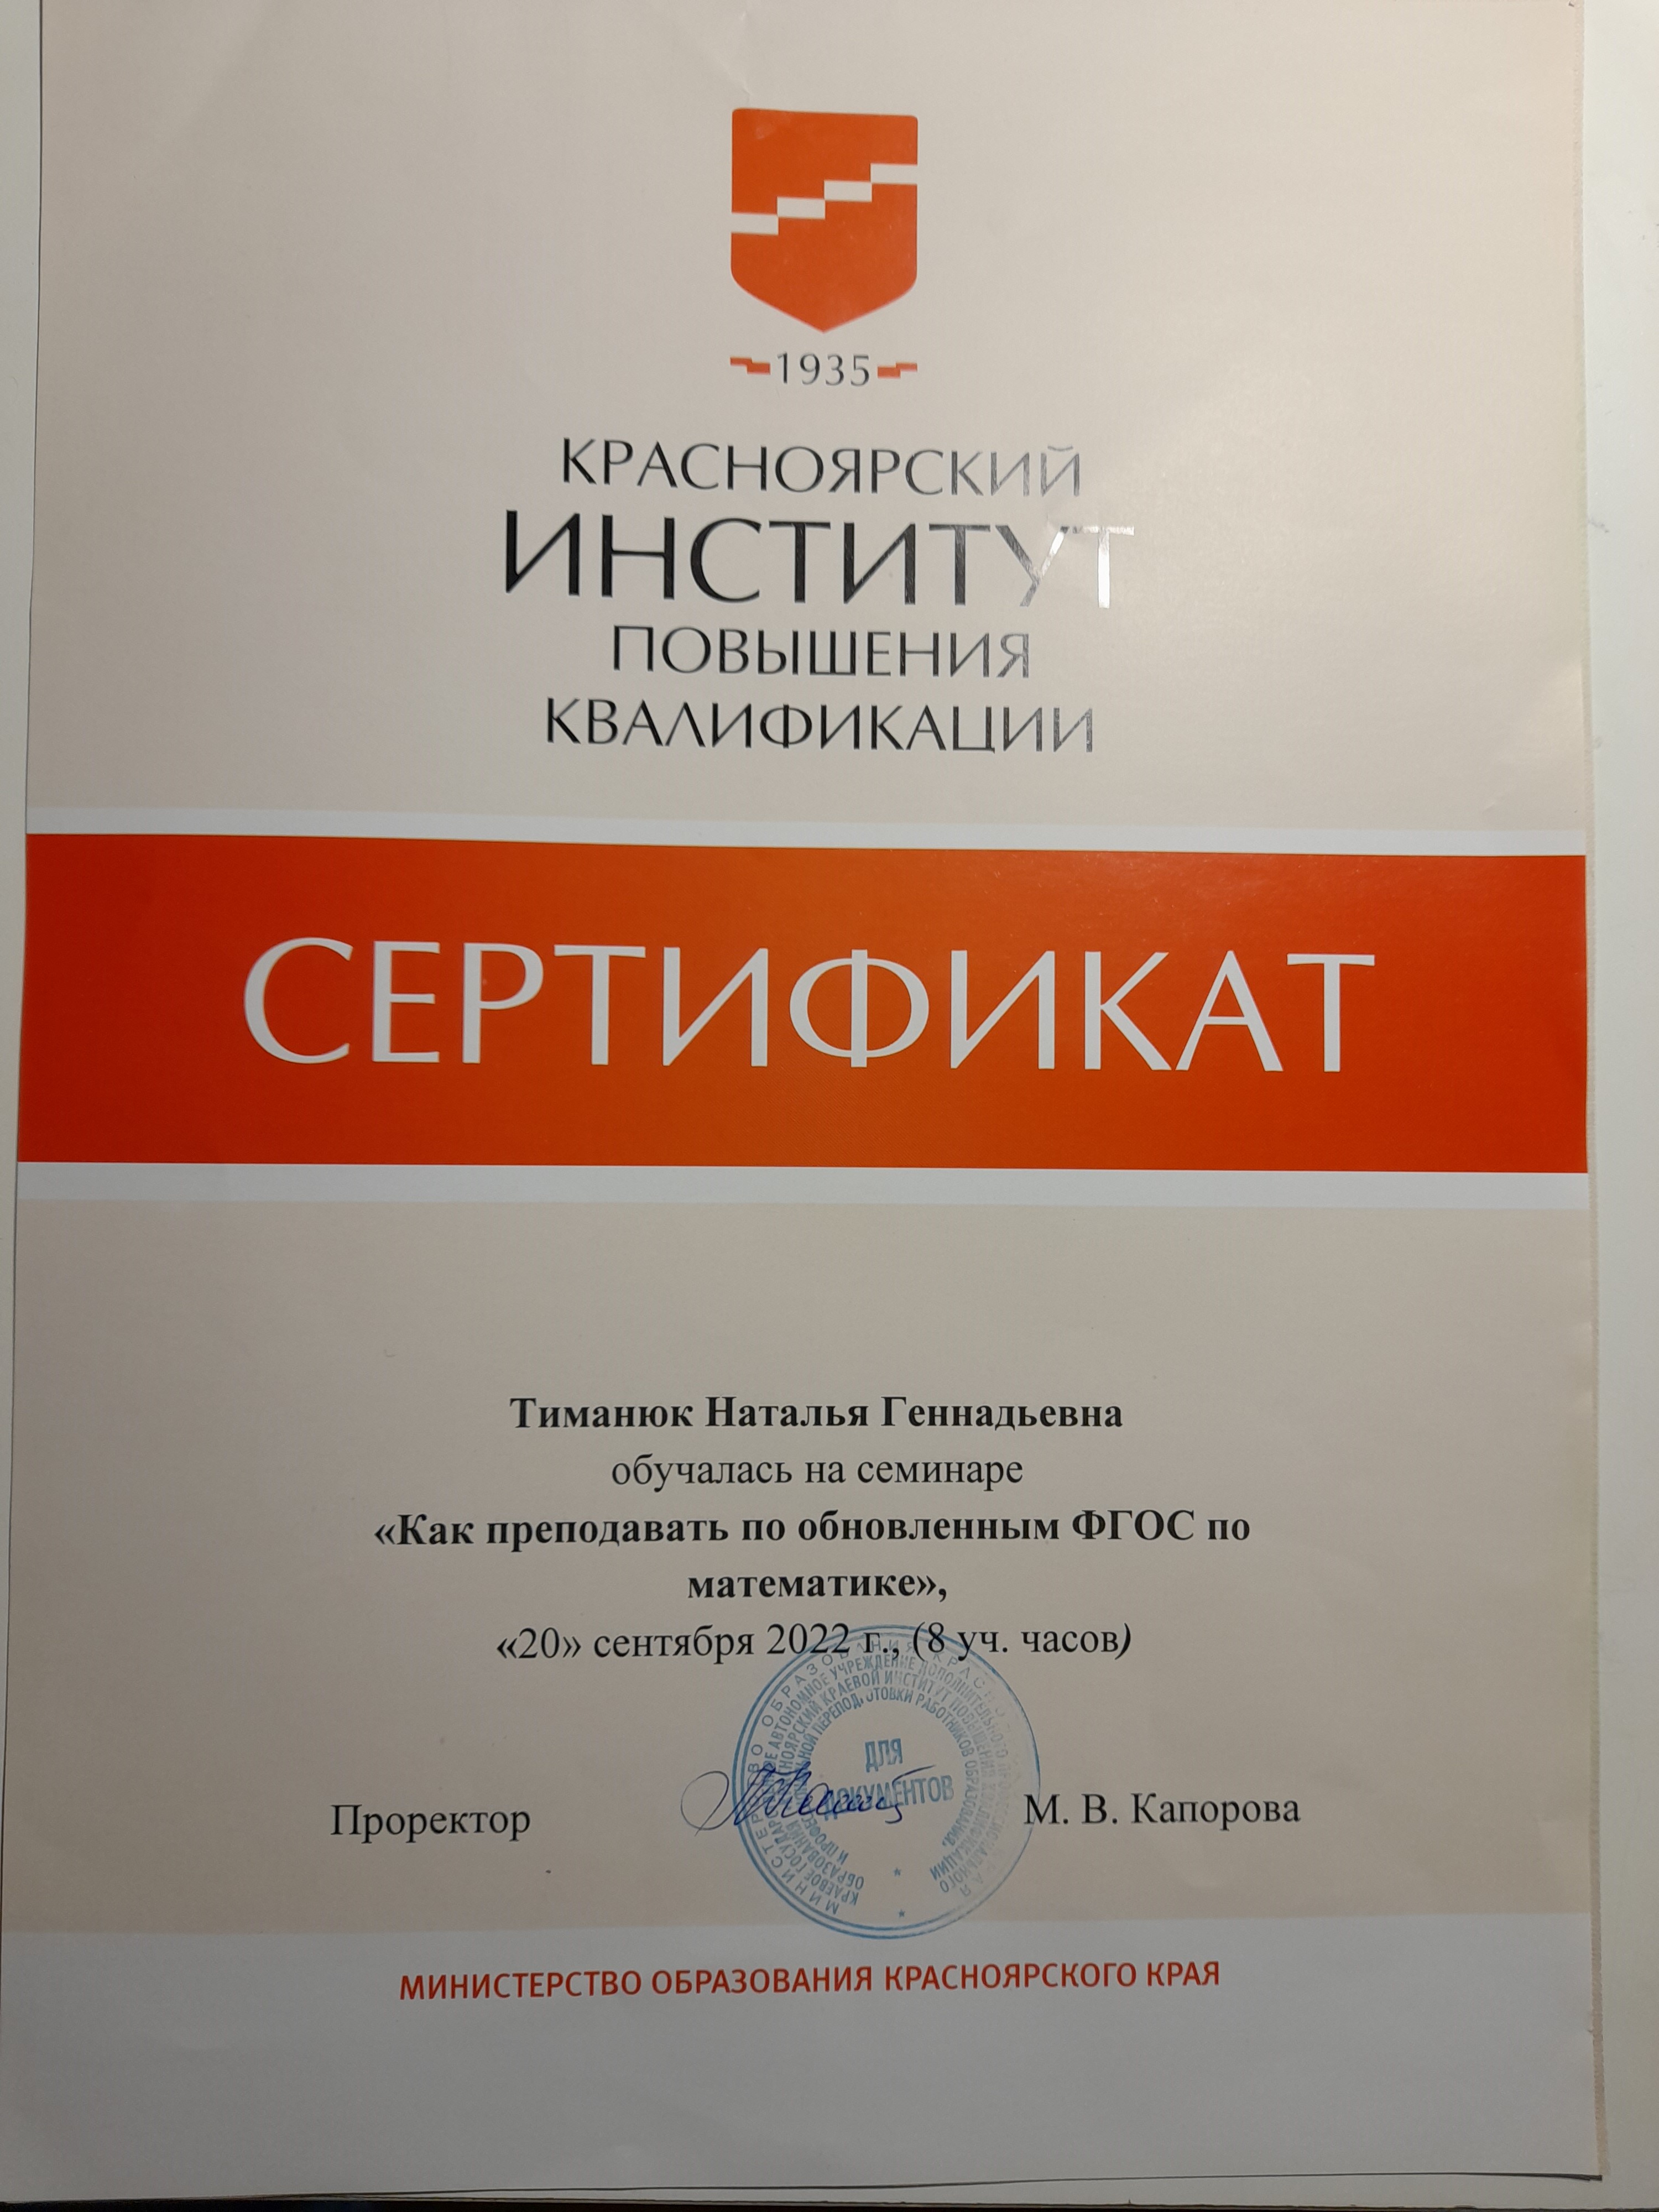 1935
КРАСНОЯРСКИЙ
ИНСТИТУТ
ПОВЫШЕНИЯ
КВАЛИФИКАЦИИ
СЕРТИФИКАТ
Тиманюк Наталья Геннадьевна
обучалась на семинаре
«Как преподавать по обновленным ФГОС по
математике»,
«20» сентября 2022 г., (8 уч. часов)
ДЛЯ
ДОКУМЕНТОВ
Проректор
М. В. Капорова
МИНИСТЕРСТВО ОБРАЗОВАНИЯ КРАСНОЯРСКОГО КРАЯ